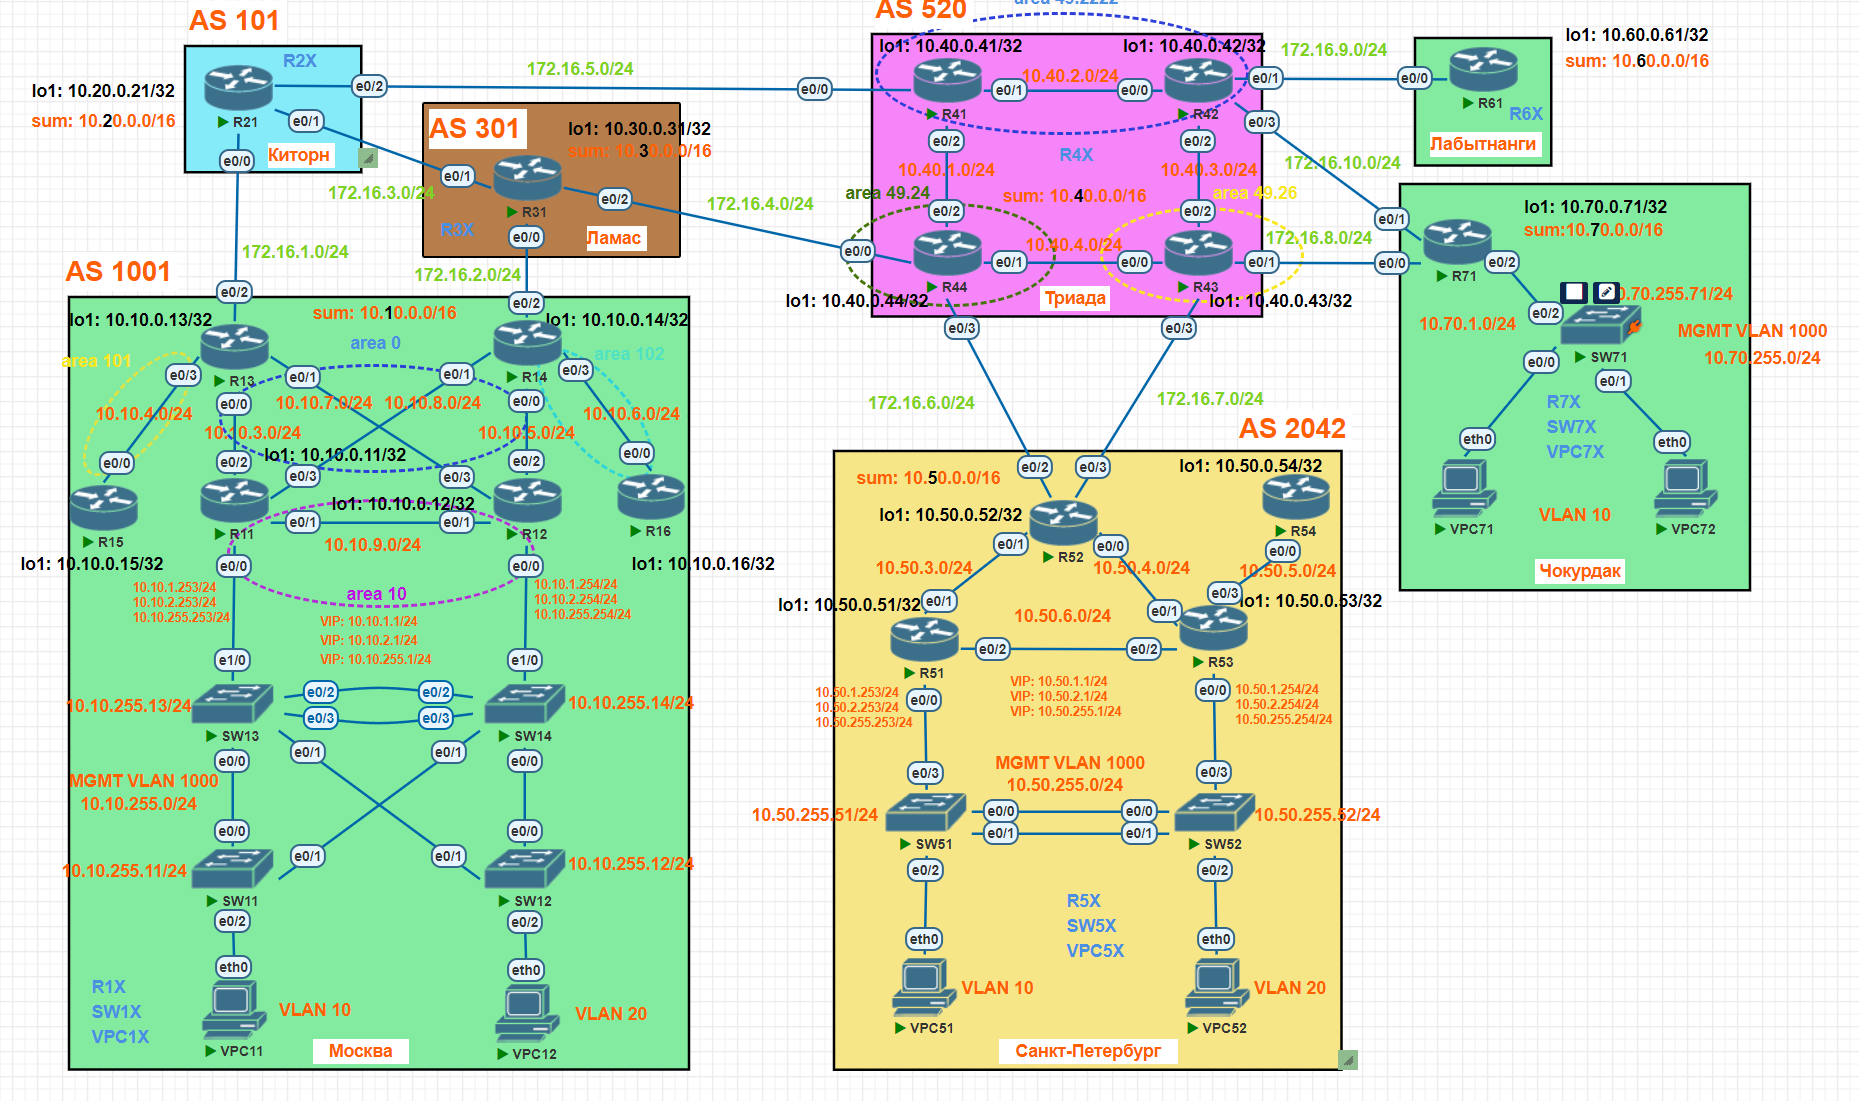 AS 101
R2X
lo1: 10.20.0.21/32
sum: 10.20.0.0/16
R21
e0/2
e0/1
e0/0
Киторн
172.16.5.0/24
e0/0
172.16.3.0/24
172.16.1.0/24
AS 301
lo1: 10.30.0.31/32
sum: 10.30.0.0/16
e0/1
R31
e0/2
R3X
e0/0
Ламас
172.16.4.0/24
172.16.2.0/24
AS 520
area 49.2222
lo1: 10.40.0.41/32
lo1: 10.40.0.42/32
10.40.2.0/24
e0/1
e0/0
R41
R42
e0/1
e0/3
e0/2
e0/2
R4X
10.40.1.0/24
10.40.3.0/24
area 49.24
sum: 10.40.0.0/16
area 49.26
e0/2
e0/2
10.40.4.0/24
e0/0
e0/1
e0/0
e0/1
R44
R43
Триада
lo1: 10.40.0.44/32
lo1: 10.40.0.43/32
e0/3
e0/3
172.16.6.0/24
172.16.7.0/24
172.16.9.0/24
e0/0
R61
lo1: 10.60.0.61/32
sum: 10.60.0.0/16
R6X
Лабытнанги
172.16.10.0/24
172.16.8.0/24
e0/1
e0/0
lo1: 10.70.0.71/32
sum:10.70.0.0/16
R71
e0/2
0.70.255.71/24
10.70.1.0/24
e0/2
MGMT VLAN 1000
10.70.255.0/24
SW71
e0/0
e0/1
R7X
SW7X
VPC7X
eth0
eth0
VPC71
VPC72
VLAN 10
Чокурдак
AS 1001
e0/2
e0/2
lo1: 10.10.0.13/32
sum: 10.10.0.0/16
lo1: 10.10.0.14/32
area 0
area 101
area 102
R13
R14
e0/3
e0/1
e0/1
e0/3
e0/0
e0/0
10.10.4.0/24
10.10.7.0/24
10.10.8.0/24
10.10.6.0/24
10.10.3.0/24
10.10.5.0/24
lo1: 10.10.0.11/32
e0/0
e0/2
e0/3
e0/3
e0/2
e0/0
lo1: 10.10.0.12/32
e0/1
e0/1
R15
R11
R12
R16
10.10.9.0/24
lo1: 10.10.0.15/32
lo1: 10.10.0.16/32
e0/0
e0/0
area 10
10.10.1.253/24
10.10.2.253/24
10.10.255.253/24
10.10.1.254/24
10.10.2.254/24
10.10.255.254/24
VIP: 10.10.1.1/24
VIP: 10.10.2.1/24
VIP: 10.10.255.1/24
e1/0
e1/0
e0/2
e0/2
e0/3
e0/3
10.10.255.13/24
10.10.255.14/24
SW13
SW14
e0/0
e0/1
e0/1
e0/0
MGMT VLAN 1000
10.10.255.0/24
e0/0
e0/1
e0/1
e0/0
10.10.255.11/24
10.10.255.12/24
SW11
SW12
e0/2
e0/2
eth0
eth0
R1X
SW1X
VPC1X
VLAN 10
VLAN 20
VPC11
VPC12
Москва
AS 2042
e0/2
e0/3
sum: 10.50.0.0/16
lo1: 10.50.0.54/32
lo1: 10.50.0.52/32
R52
R54
e0/1
e0/0
e0/0
10.50.3.0/24
10.50.4.0/24
10.50.5.0/24
lo1: 10.50.0.51/32
lo1: 10.50.0.53/32
e0/1
e0/1
e0/3
10.50.6.0/24
e0/2
e0/2
R51
R53
10.50.1.253/24
10.50.2.253/24
10.50.255.253/24
e0/0
VIP: 10.50.1.1/24
VIP: 10.50.2.1/24
VIP: 10.50.255.1/24
e0/0
10.50.1.254/24
10.50.2.254/24
10.50.255.254/24
MGMT VLAN 1000
10.50.255.0/24
e0/3
e0/3
e0/0
e0/0
e0/1
e0/1
10.50.255.51/24
10.50.255.52/24
SW51
SW52
e0/2
e0/2
R5X
SW5X
VPC5X
eth0
eth0
VLAN 10
VLAN 20
VPC51
VPC52
Санкт-Петербург